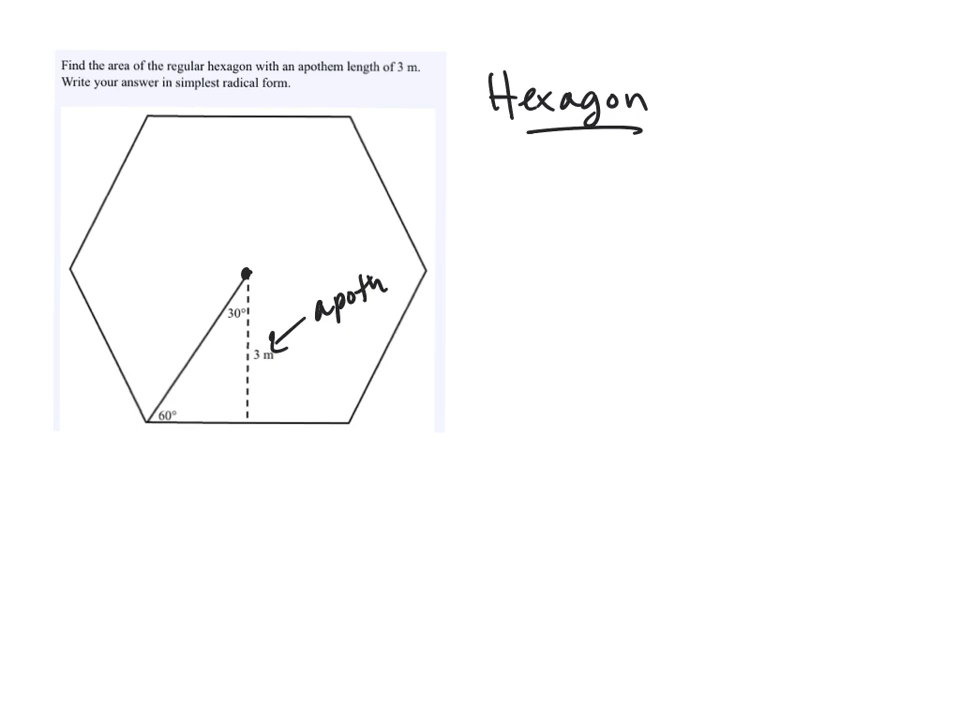 Find the area of the regular hexagon with an apothem length of 3 m.
Write your answer in simplest radical form.
Hexagon
apoth
30°
3 m
60°